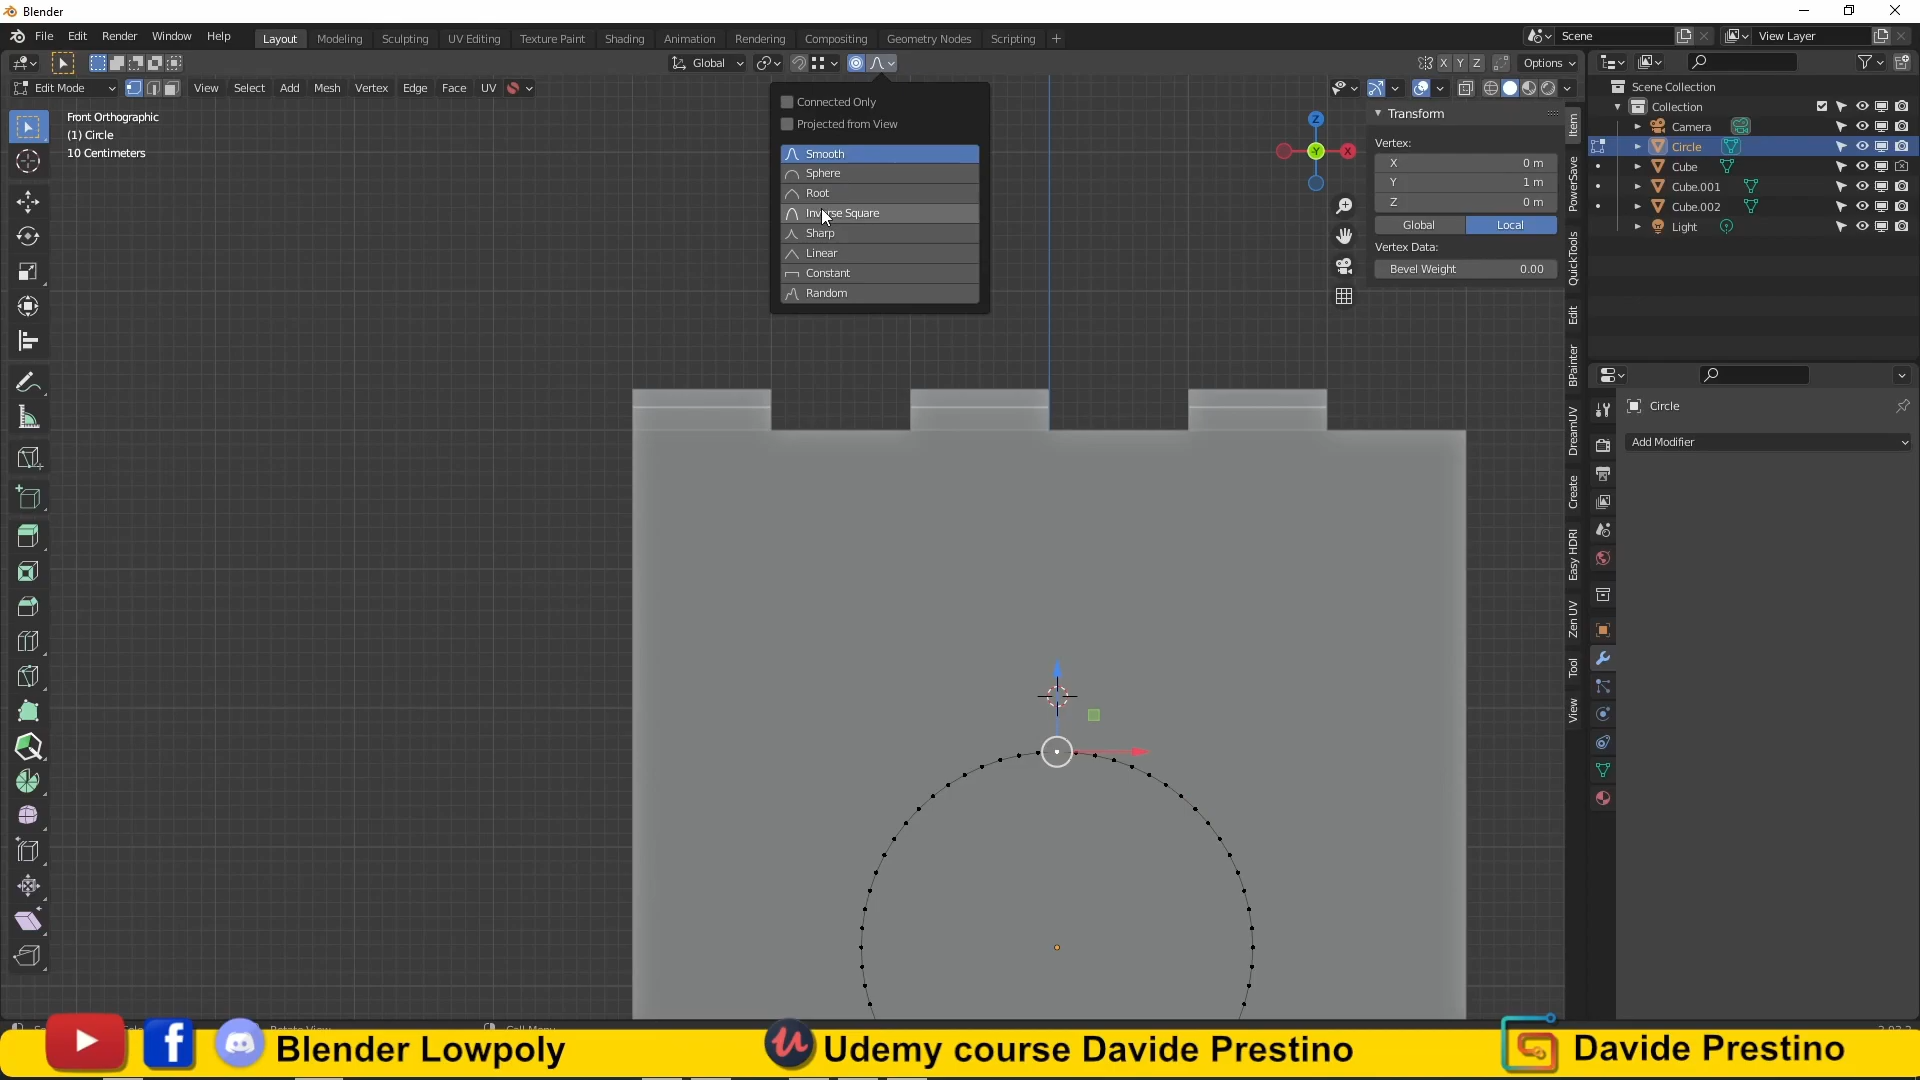 Blender
File Edit Render Window Help
Layout Modeling Sculpting UV Editing Texture Paint Shading Animation Rendering Compositing Geometry Nodes Scripting +
Scene
View Layer
Global
X Y Z
Options
Edit Mode
View Select Add Mesh Vertex Edge Face UV
Front Orthographic
(1) Circle
10 Centimeters
Connected Only
Projected from View
Smooth
Sphere
Root
Inverse Square
Sharp
Linear
Constant
Random
Z
-Y
X
Transform
Vertex:
X 0 m
Y 1 m
Z 0 m
Global Local
Vertex Data:
Bevel Weight 0.00
Item
PowerSave
QuickTools
Edit
BPainter
DreamUV
Create
Easy HDRI
Zen UV
Tool
View
Scene Collection
Collection
Camera
Circle
Cube
Cube.001
Cube.002
Light
Circle
Add Modifier
Blender Lowpoly
Udemy course Davide Prestino
Davide Prestino